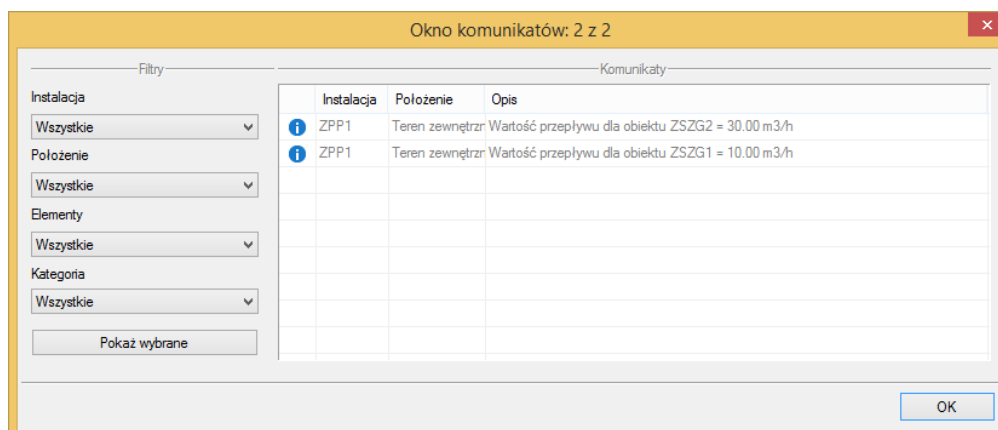 Okno komunikatów: 2 z 2
Filtry
Instalacja
Wszystkie
Położenie
Wszystkie
Elementy
Wszystkie
Kategoria
Wszystkie
Pokaż wybrane
Komunikaty
Instalacja Położenie Opis
ZPP1 Teren zewnętrzn Wartość przepływu dla obiektu ZSZG2 = 30.00 m3/h
ZPP1 Teren zewnętrzn Wartość przepływu dla obiektu ZSZG1 = 10.00 m3/h
OK